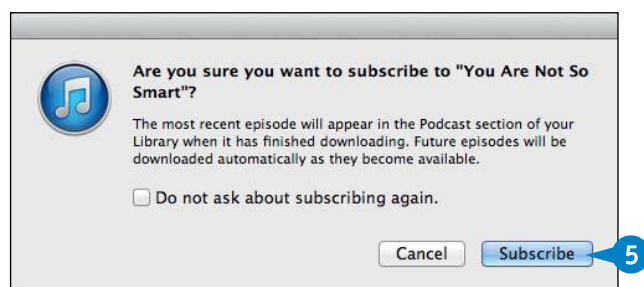 Are you sure you want to subscribe to "You Are Not So
Smart"?
The most recent episode will appear in the Podcast section of your
Library when it has finished downloading. Future episodes will be
downloaded automatically as they become available.
Do not ask about subscribing again.
Cancel Subscribe 5